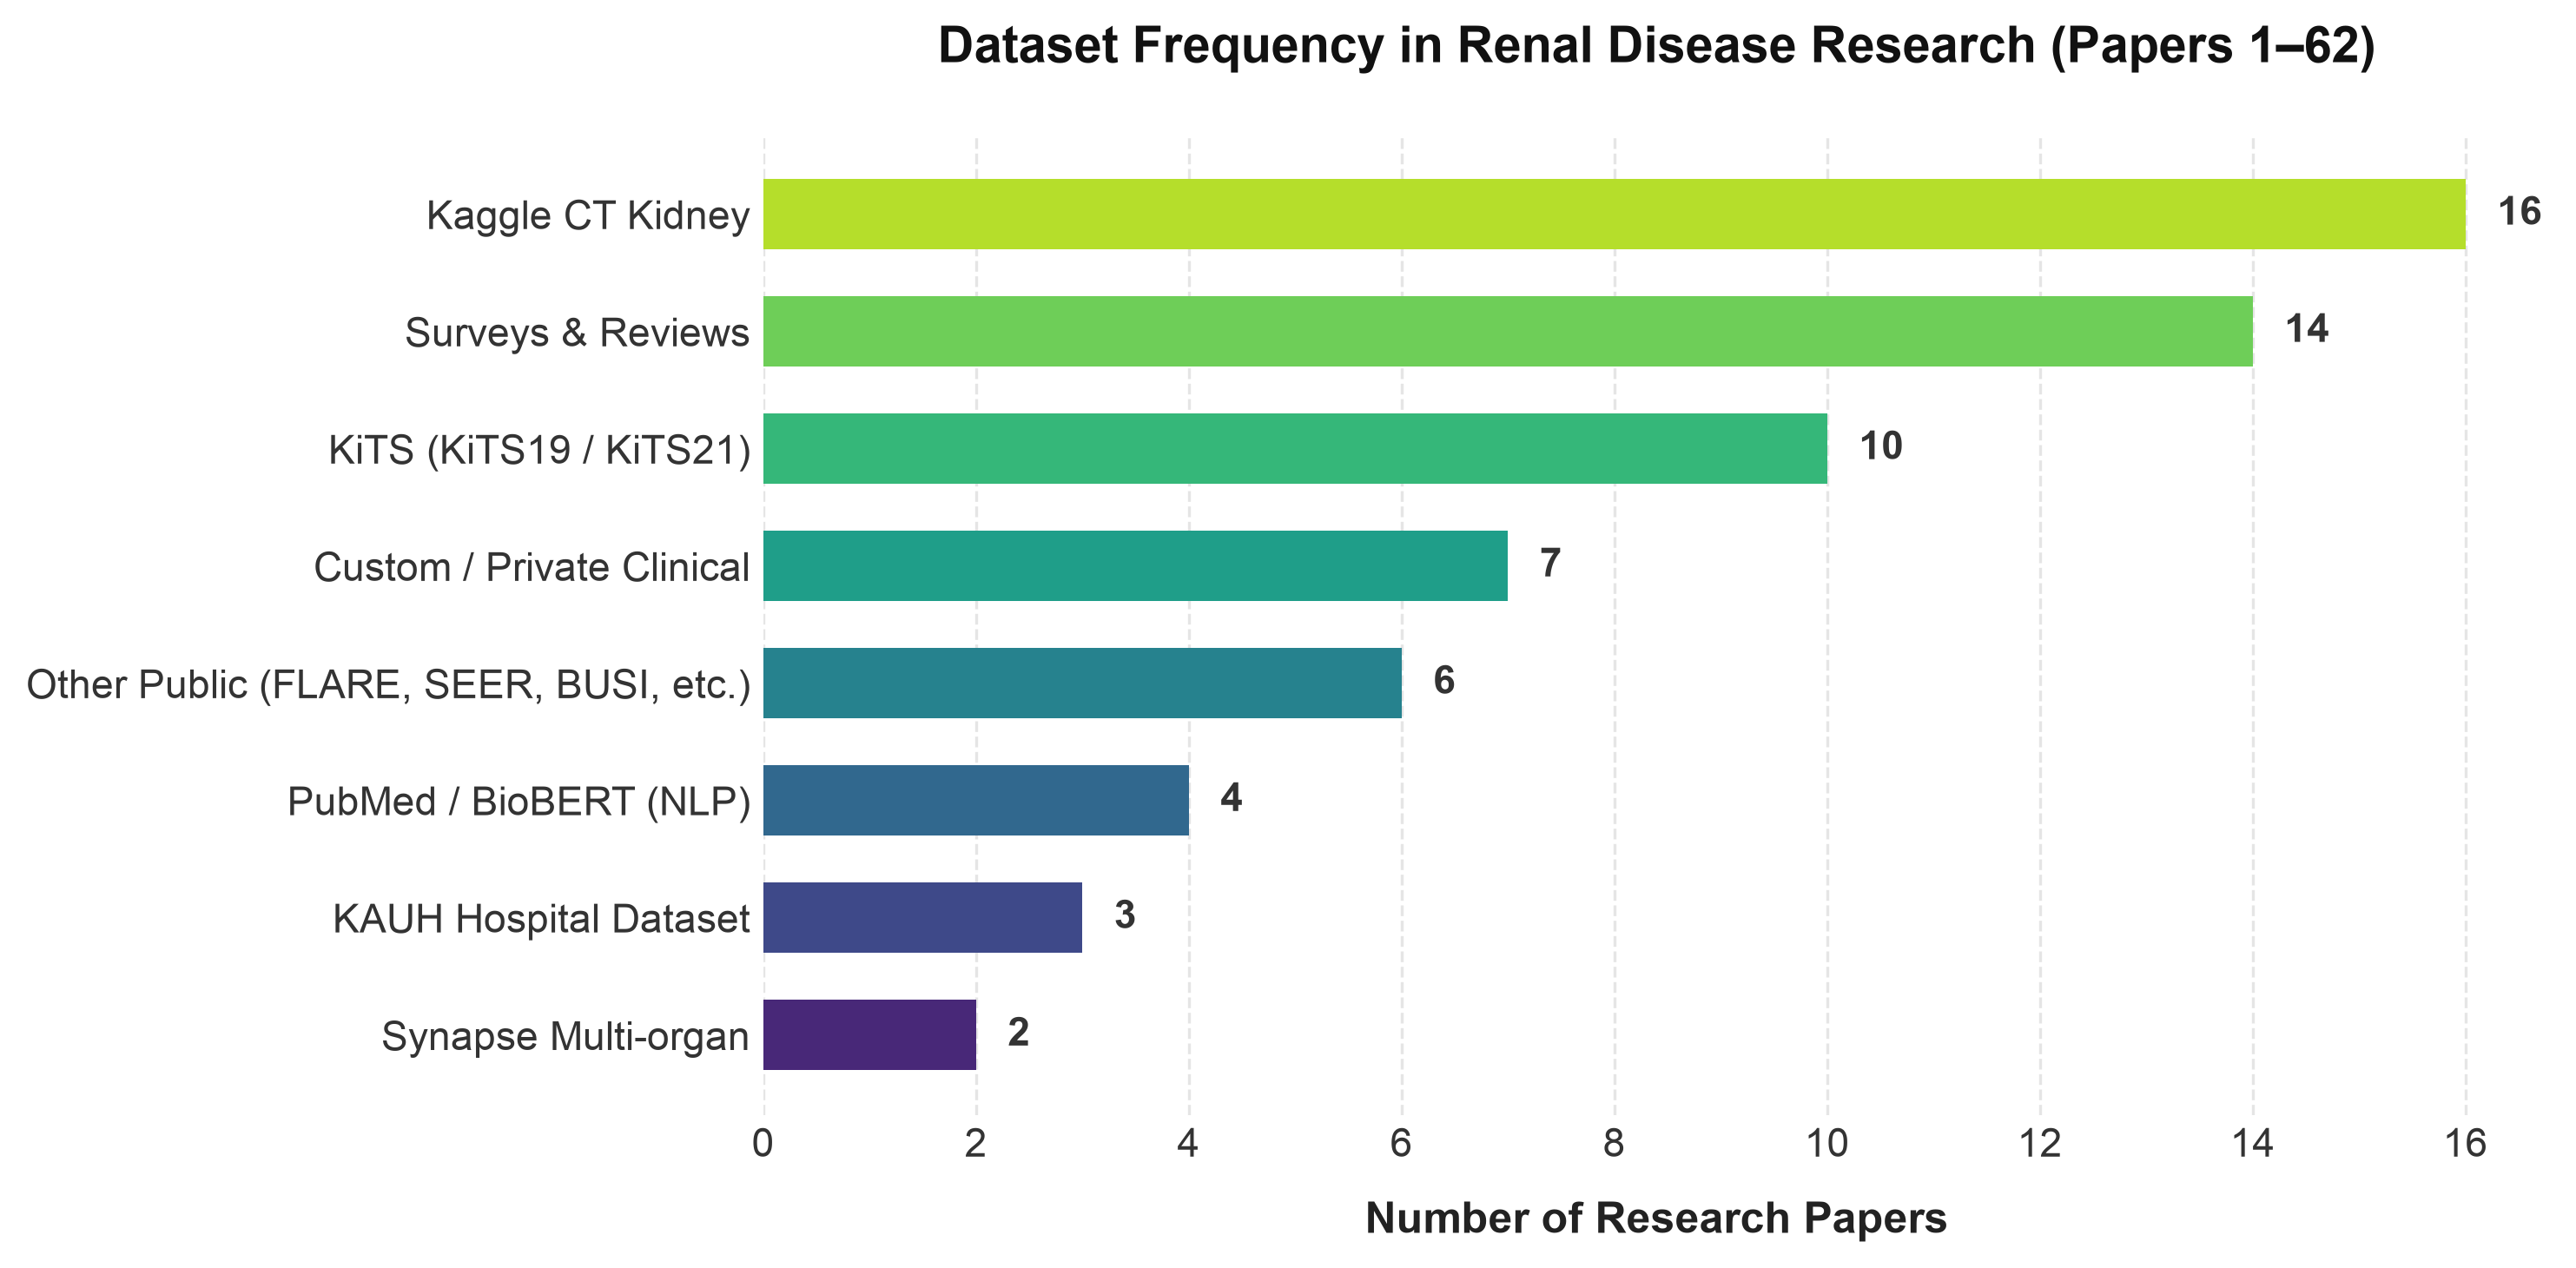 Dataset Frequency in Renal Disease Research (Papers 1–62)
Kaggle CT Kidney 16
Surveys & Reviews 14
KiTS (KiTS19 / KiTS21) 10
Custom / Private Clinical 7
Other Public (FLARE, SEER, BUSI, etc.) 6
PubMed / BioBERT (NLP) 4
KAUH Hospital Dataset 3
Synapse Multi-organ 2
0 2 4 6 8 10 12 14 16
Number of Research Papers